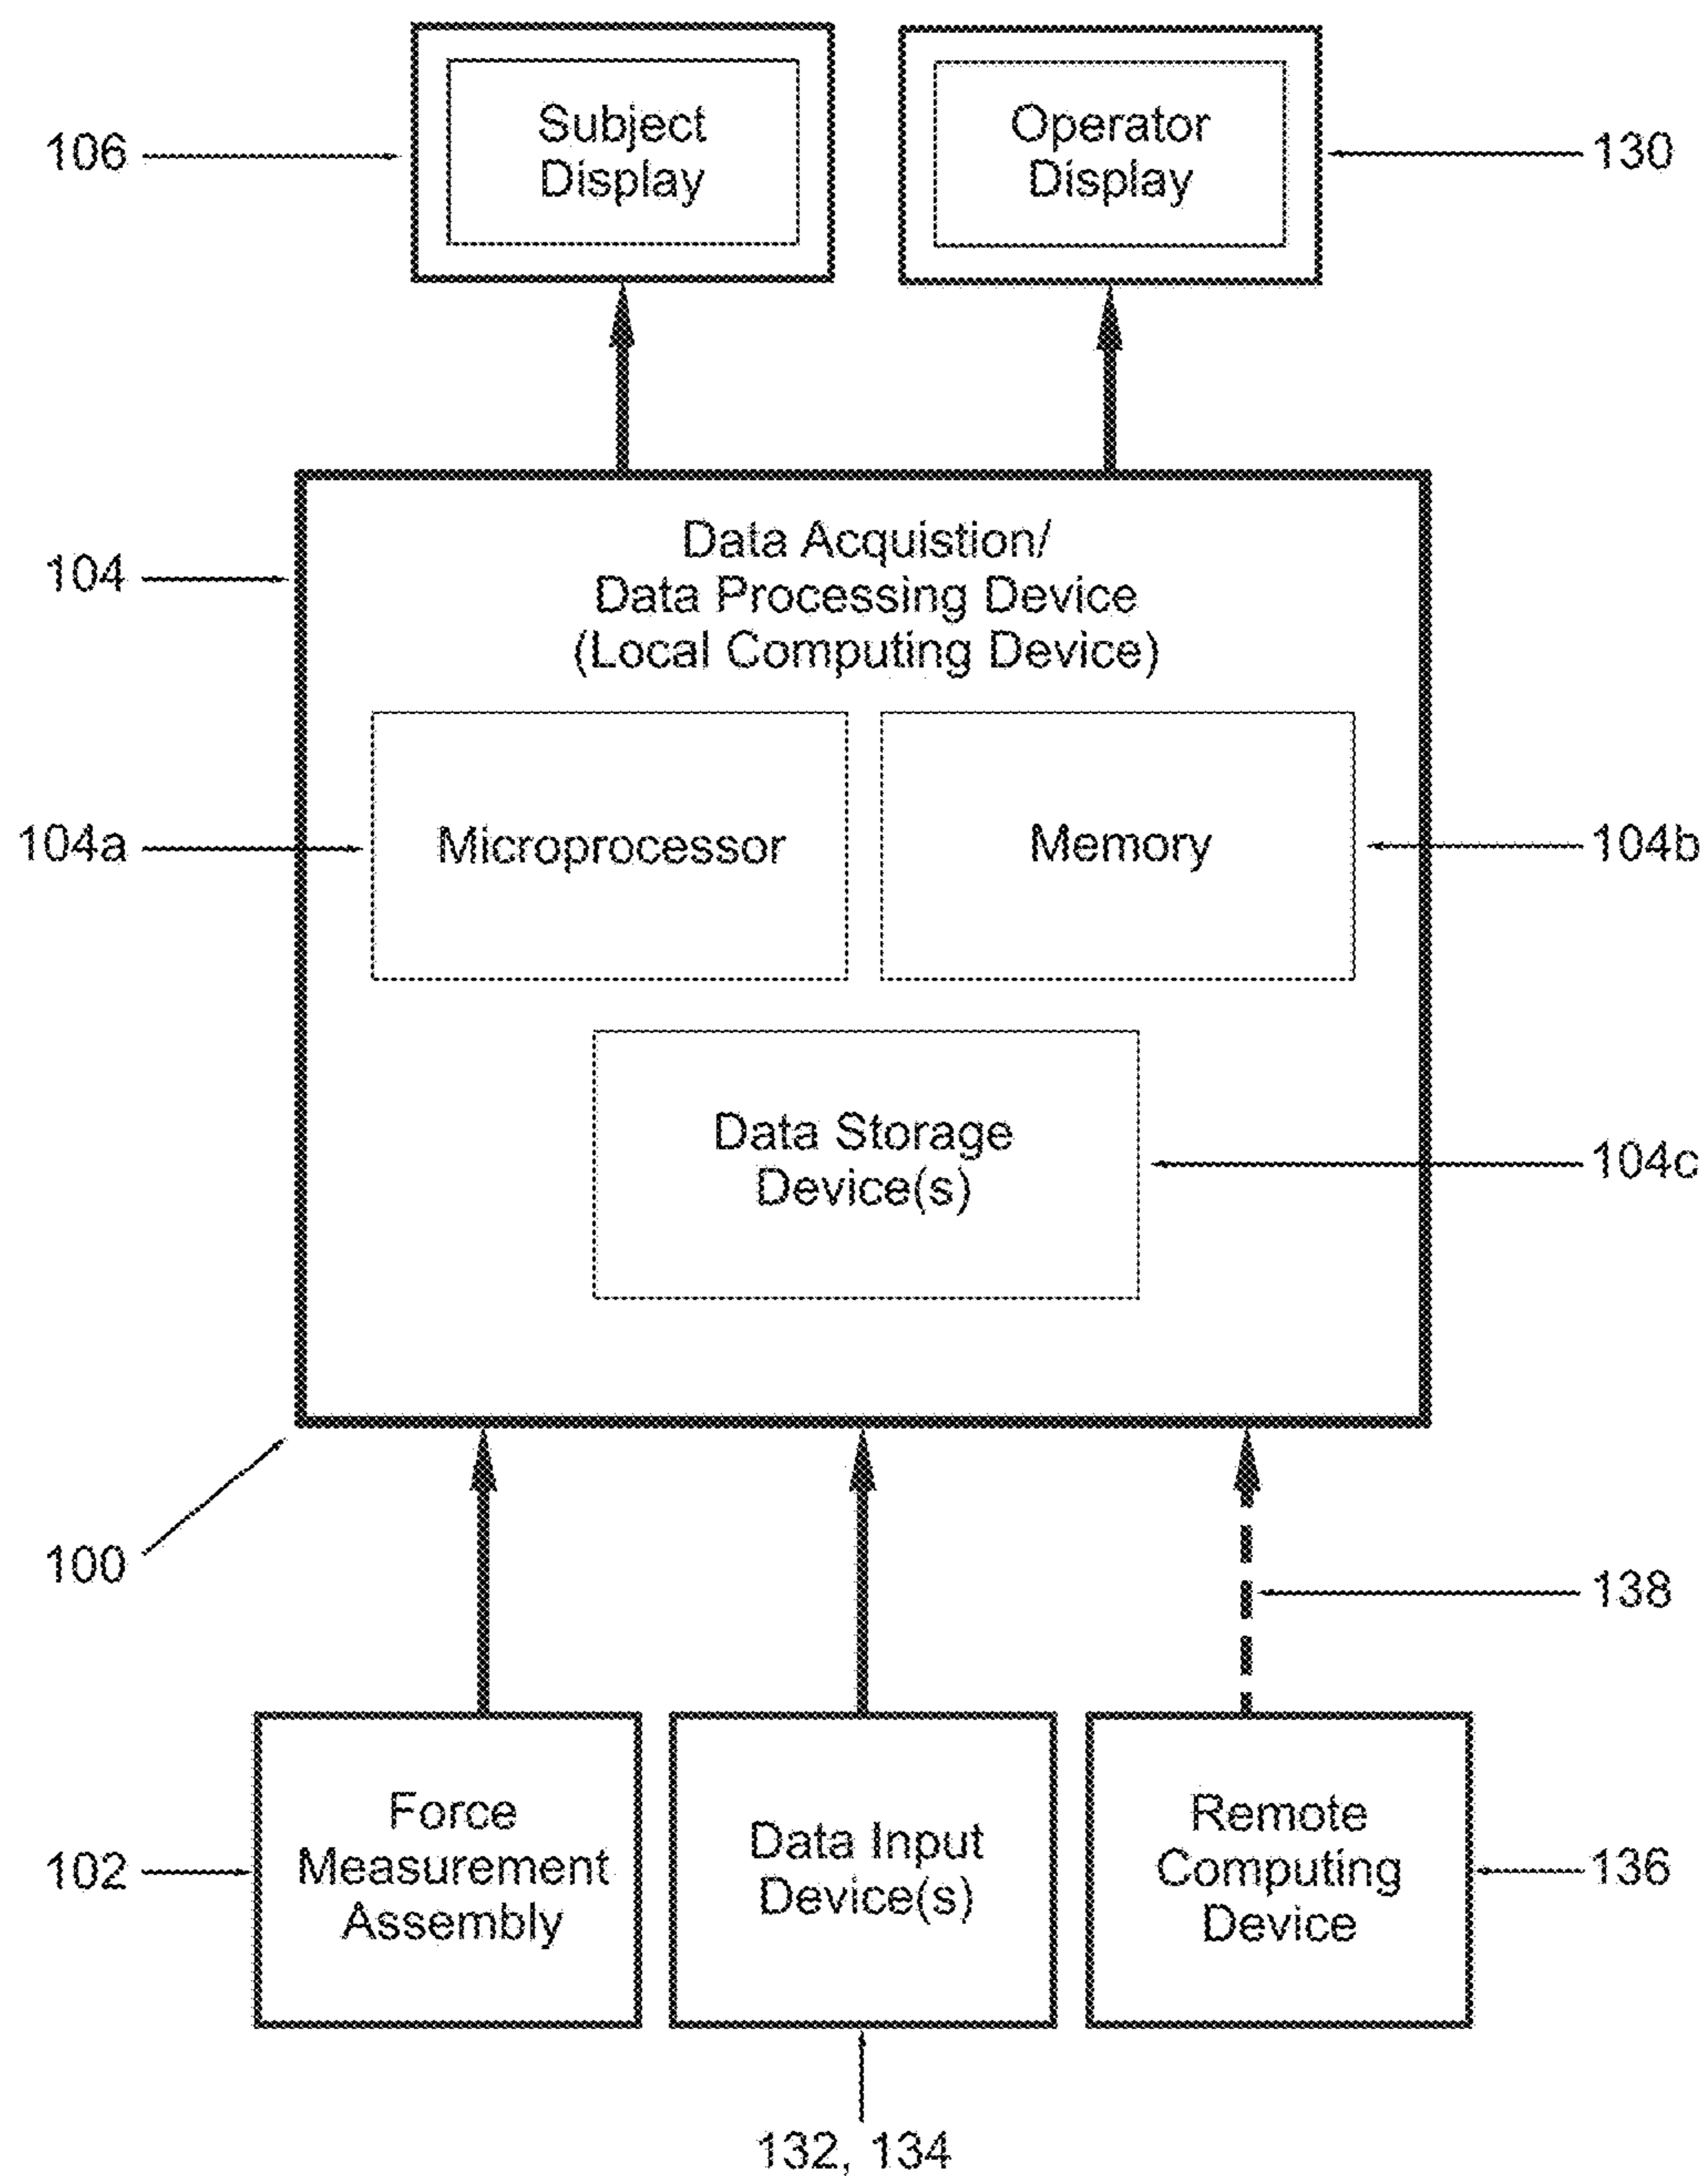 Subject
Display
Operator
Display
106
130
Data Acquistion/
Data Processing Device
(Local Computing Device)
104
Microprocessor
Memory
104a
104b
Data Storage
Device(s)
104c
100
138
Force
Measurement
Assembly
Data Input
Device(s)
Remote
Computing
Device
102
136
132, 134